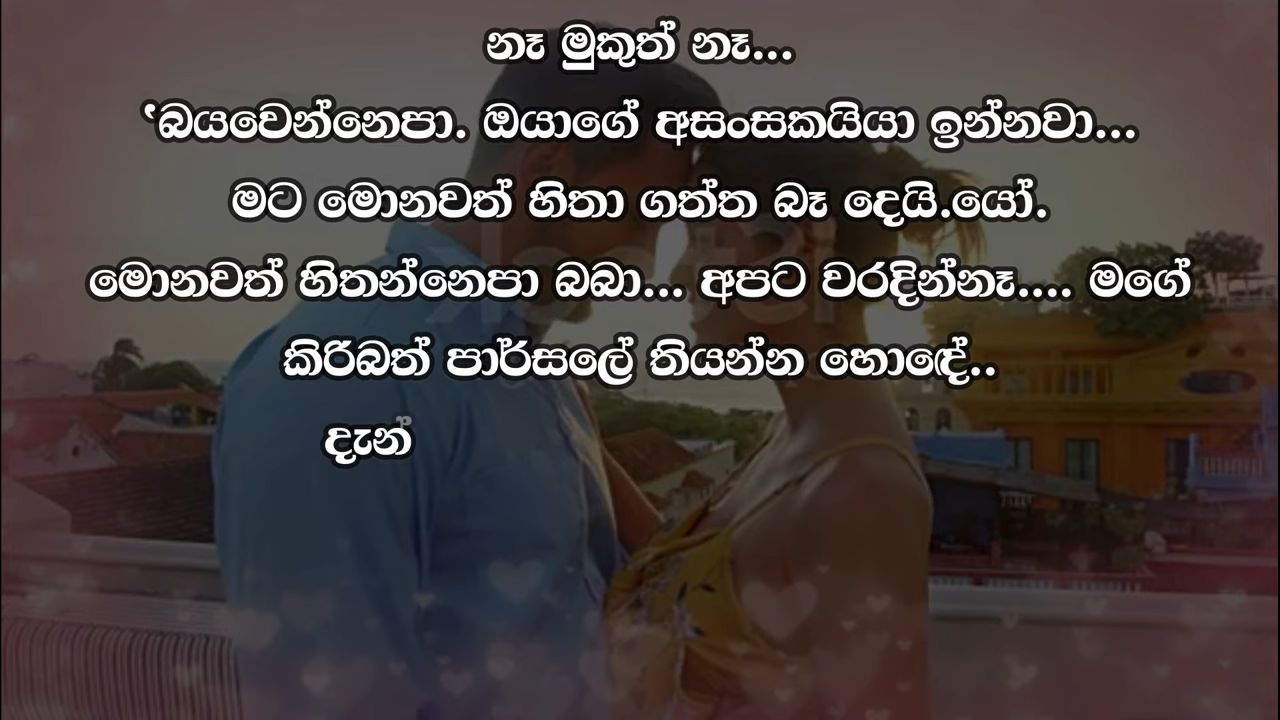 නෑ මුකුත් නෑ...
‛බයවෙන්නෙපා. ඔයාගේ අසංසකයියා ඉන්නවා...
මට මොනවත් හිතා ගත්ත බෑ දෙයි.යෝ.
මොනවත් හිතන්නෙපා බබා... අපට වරදින්නෑ.... මගේ
කිරිබත් පාර්සලේ තියන්න හොඳේ..
දැන්